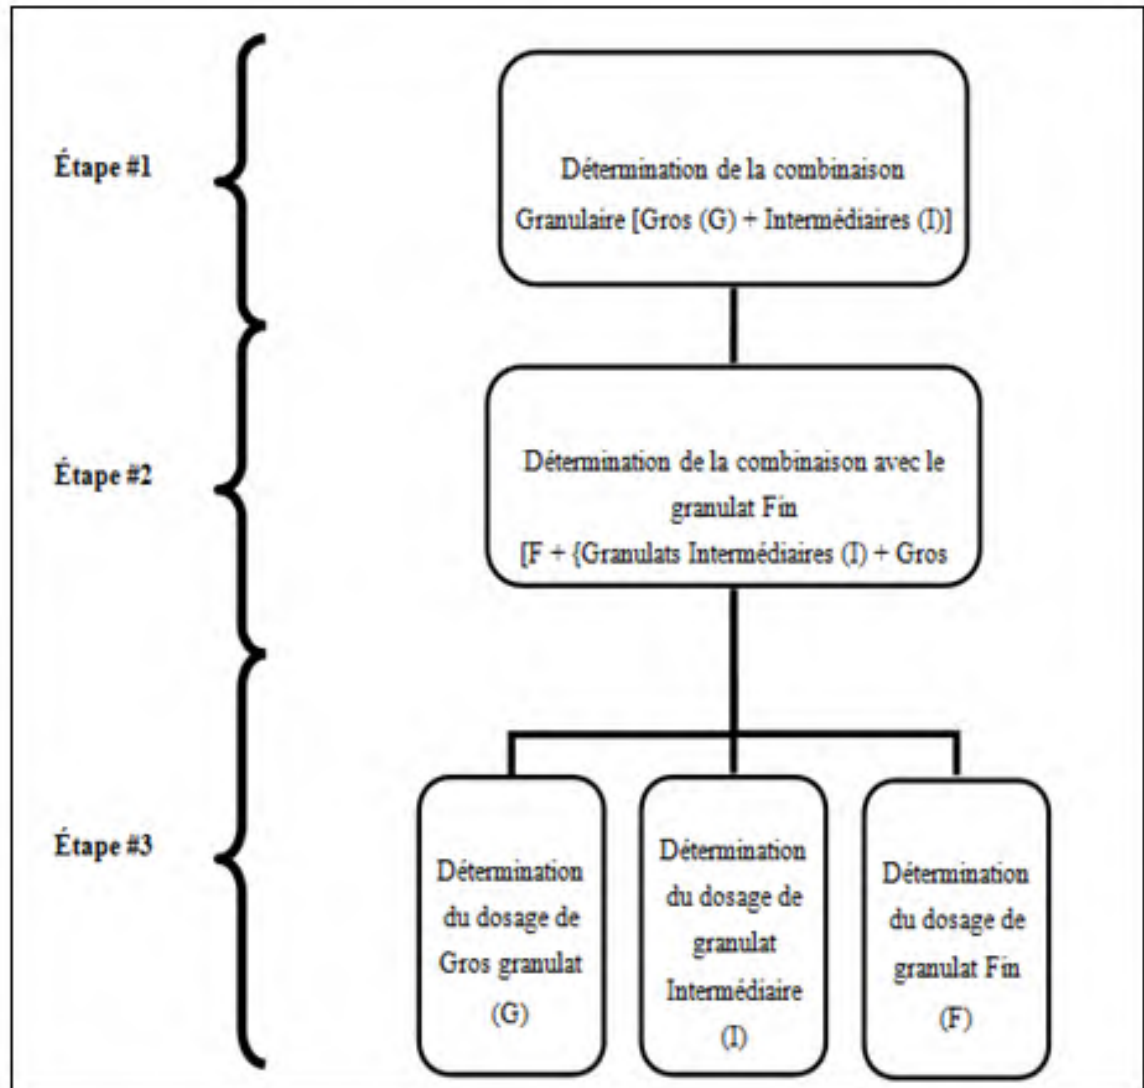 Étape #1
Détermination de la combinaison
Granulaire [Gros (G) + Intermédiaires (I)]
Étape #2
Détermination de la combinaison avec le
granulat Fin
[F + {Granulats Intermédiaires (I) + Gros
Étape #3
Détermination
du dosage de
Gros granulat
(G)
Détermination
du dosage de
granulat
Intermédiaire
(I)
Détermination
du dosage de
granulat Fin
(F)